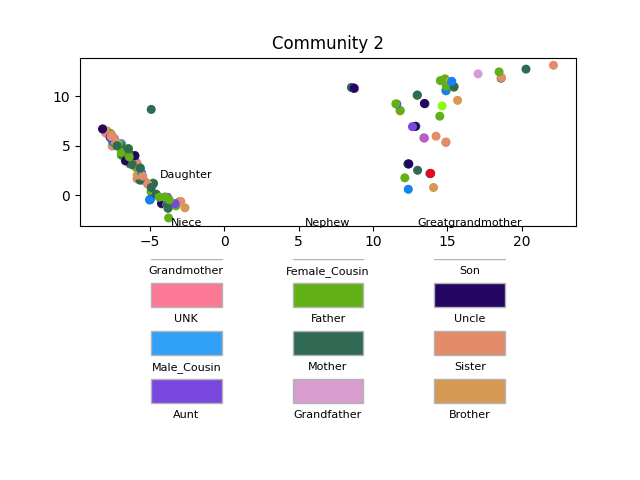 Community 2
10
5
0
Daughter
−5 0 5 10 15 20
Niece Nephew Greatgrandmother
Grandmother Female_Cousin Son
UNK Father Uncle
Male_Cousin Mother Sister
Aunt Grandfather Brother